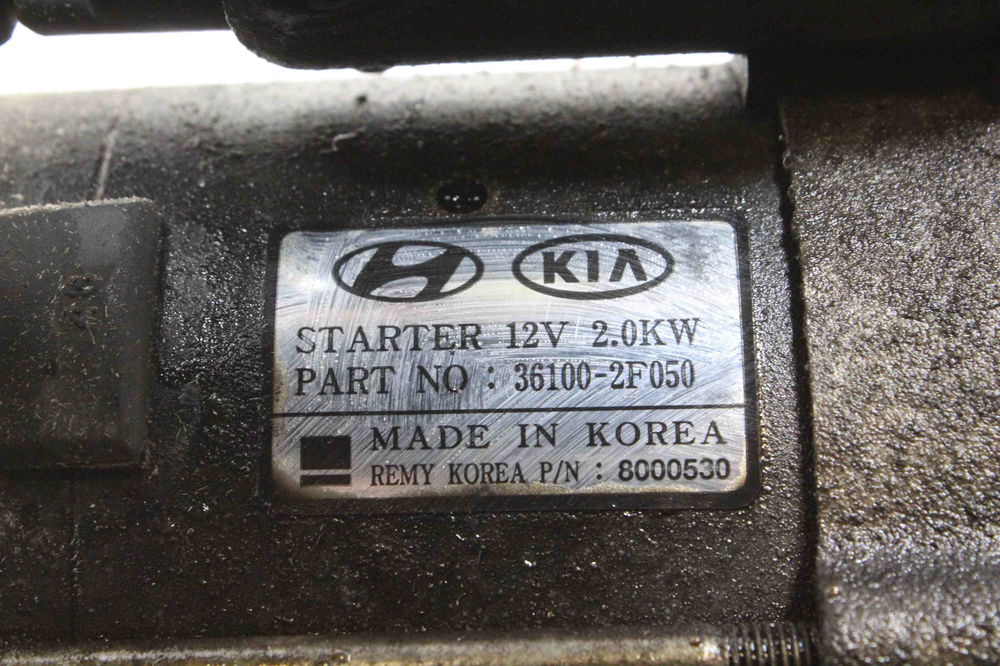 KIA
STARTER 12V 2.0KW
PART NO : 36100-2F050
MADE IN KOREA
REMY KOREA P/N : 8000530